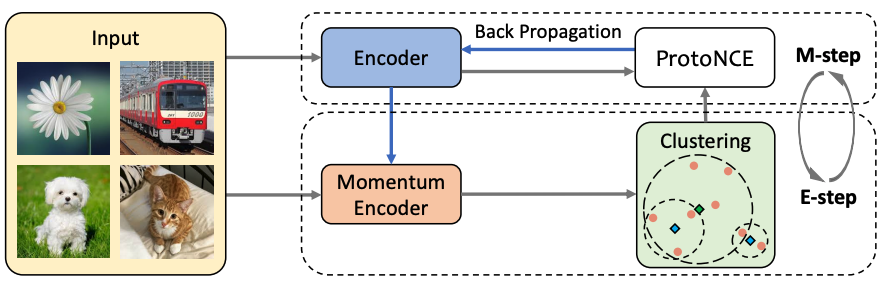 Input
Encoder
Back Propagation
ProtoNCE
M-step
Momentum
Encoder
Clustering
E-step